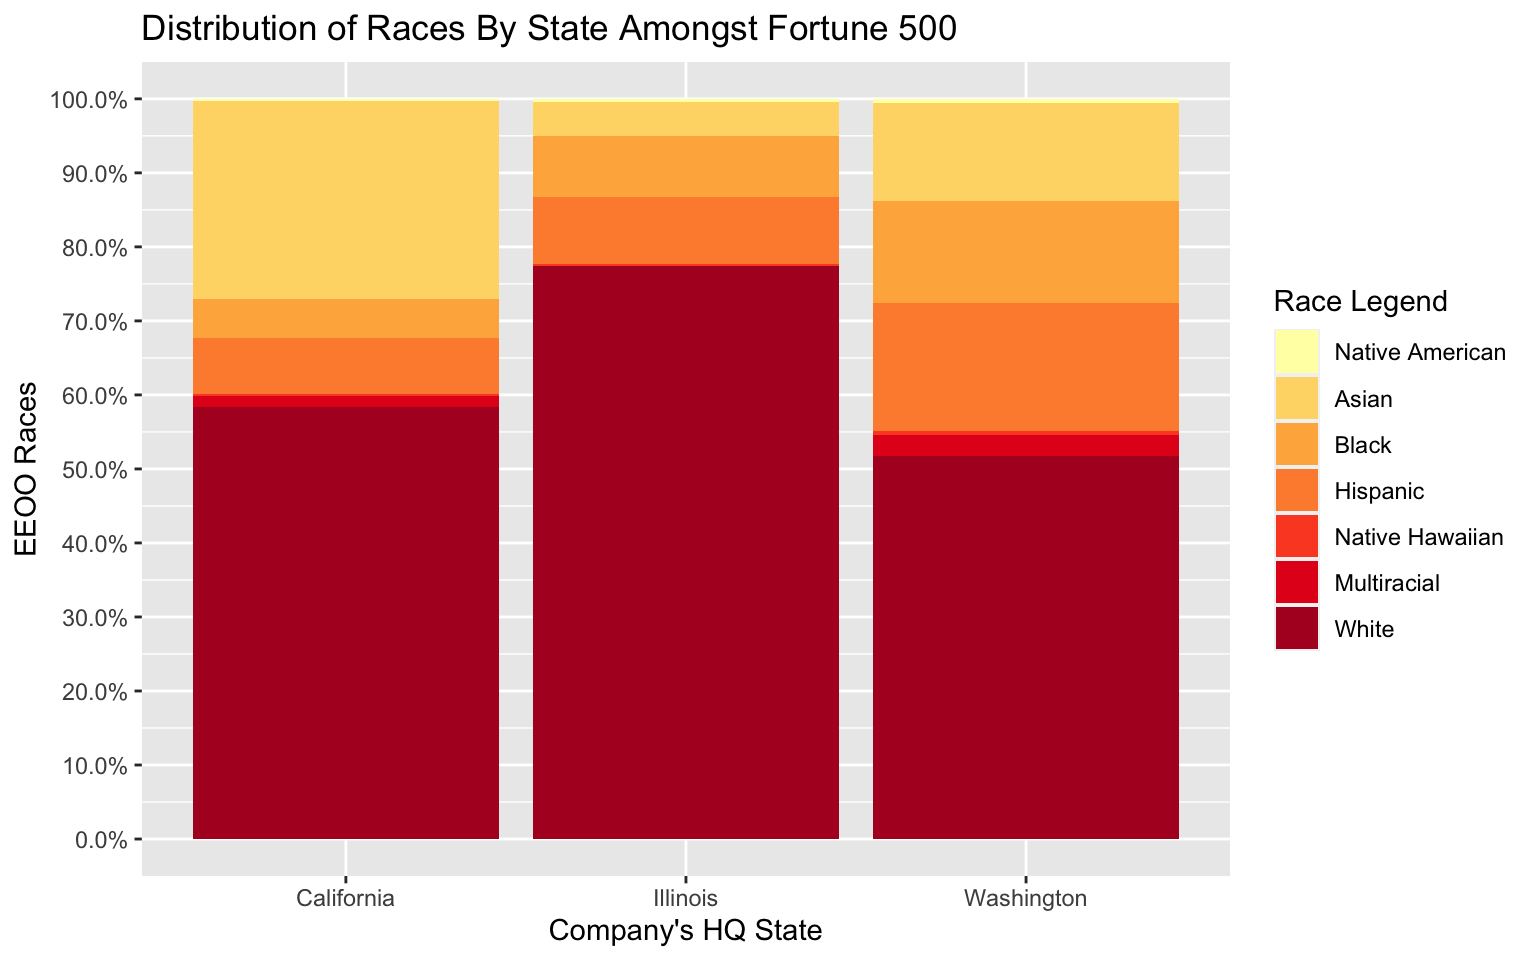 Distribution of Races By State Amongst Fortune 500
EEOO Races
100.0%
90.0%
80.0%
70.0%
60.0%
50.0%
40.0%
30.0%
20.0%
10.0%
0.0%
California Illinois Washington
Company's HQ State
Race Legend
Native American
Asian
Black
Hispanic
Native Hawaiian
Multiracial
White